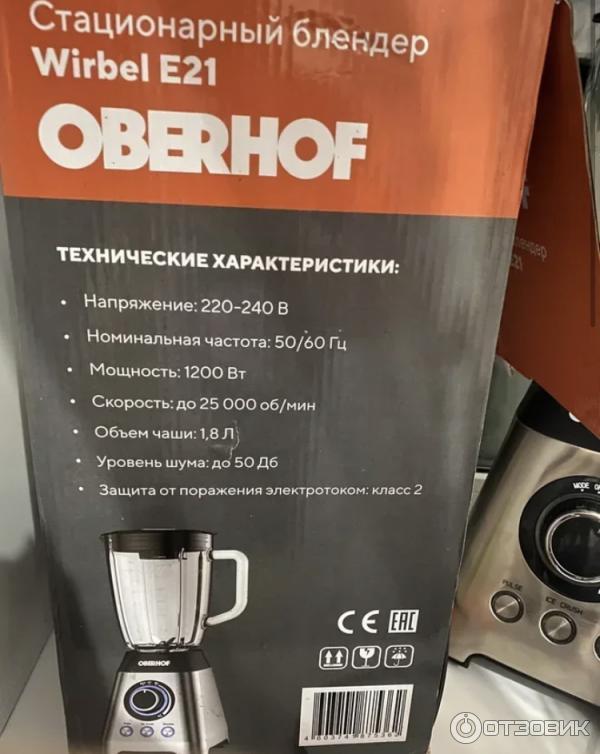 Стационарный блендер
Wirbel E21
OBERHOF
ТЕХНИЧЕСКИЕ ХАРАКТЕРИСТИКИ:
• Напряжение: 220-240 В
• Номинальная частота: 50/60 Гц
• Мощность: 1200 Вт
• Скорость: до 25 000 об/мин
• Объем чаши: 1,8 Л
• Уровень шума: до 50 Дб
• Защита от поражения электротоком: класс 2
OBERHOF
CE EAC
E21
MODE
PULSE
ICE CRUSH
ОТЗОВИК